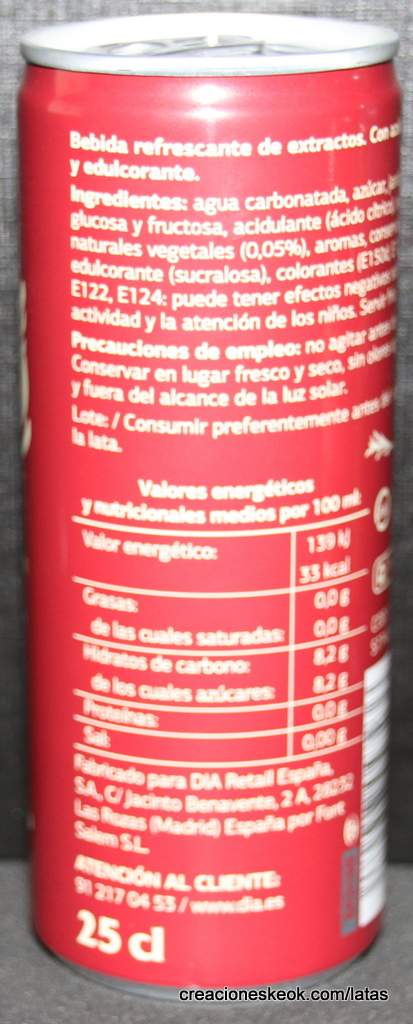 Bebida refrescante de extractos. Con
y edulcorante.
Ingredientes: agua carbonatada, azúcar,
glucosa y fructosa, acidulante (ácido cítrico),
naturales vegetales (0,05%), aromas,
edulcorante (sucralosa), colorantes (E150d,
E122, E124: puede tener efectos negativos
actividad y la atención de los niños. Servir
Precauciones de empleo: no agitar antes
Conservar en lugar fresco y seco, sin olores
y fuera del alcance de la luz solar.
Lote: / Consumir preferentemente antes
la lata.
Valores energéticos
y nutricionales medios por 100 ml:
Valor energético: 139 kJ
33 kcal
Grasas: 0,0 g
de las cuales saturadas: 0,0 g
Hidratos de carbono: 8,2 g
de los cuales azúcares: 8,2 g
Proteínas: 0,0 g
Sal: 0,00 g
Fabricado para DIA Retail España,
S.A, C/ Jacinto Benavente, 2 A, 28232
Las Rozas (Madrid) España por Font
Salem S.L.
ATENCIÓN AL CLIENTE:
91 217 04 53 / www.dia.es
25 cl
creacioneskeok.com/latas